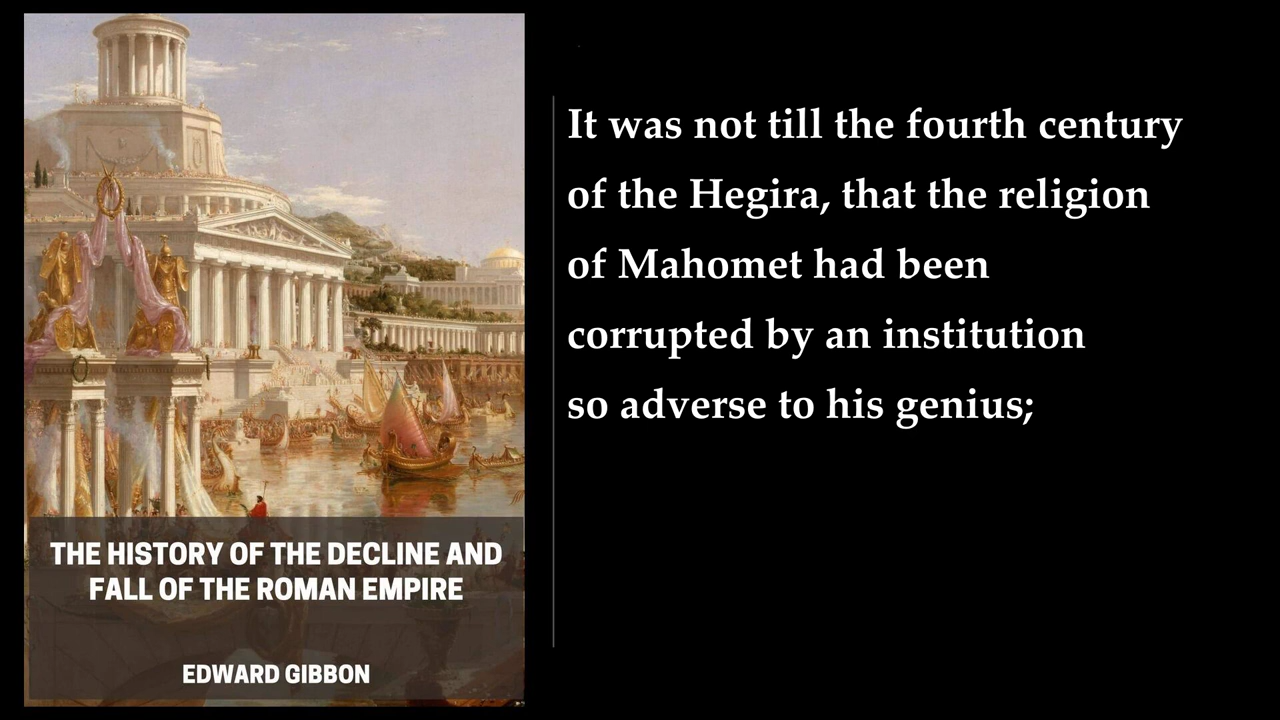 It was not till the fourth century
of the Hegira, that the religion
of Mahomet had been
corrupted by an institution
so adverse to his genius;
THE HISTORY OF THE DECLINE AND
FALL OF THE ROMAN EMPIRE
EDWARD GIBBON